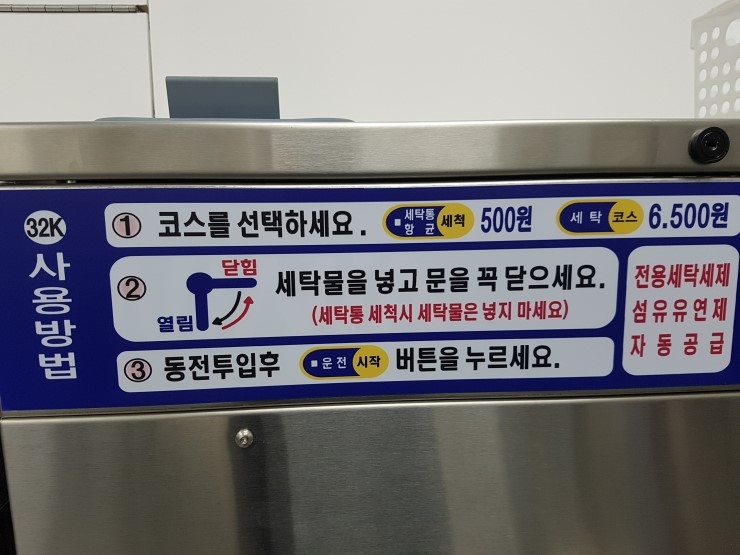 32K
사용방법
① 코스를 선택하세요. ■ 세탁통 항균 세척 500원 세탁 코스 6.500원
② 닫힘 열림 세탁물을 넣고 문을 꼭 닫으세요.
(세탁통 세척시 세탁물은 넣지 마세요)
③ 동전투입후 ■ 운전 시작 버튼을 누르세요.
전용세탁세제
섬유유연제
자동공급